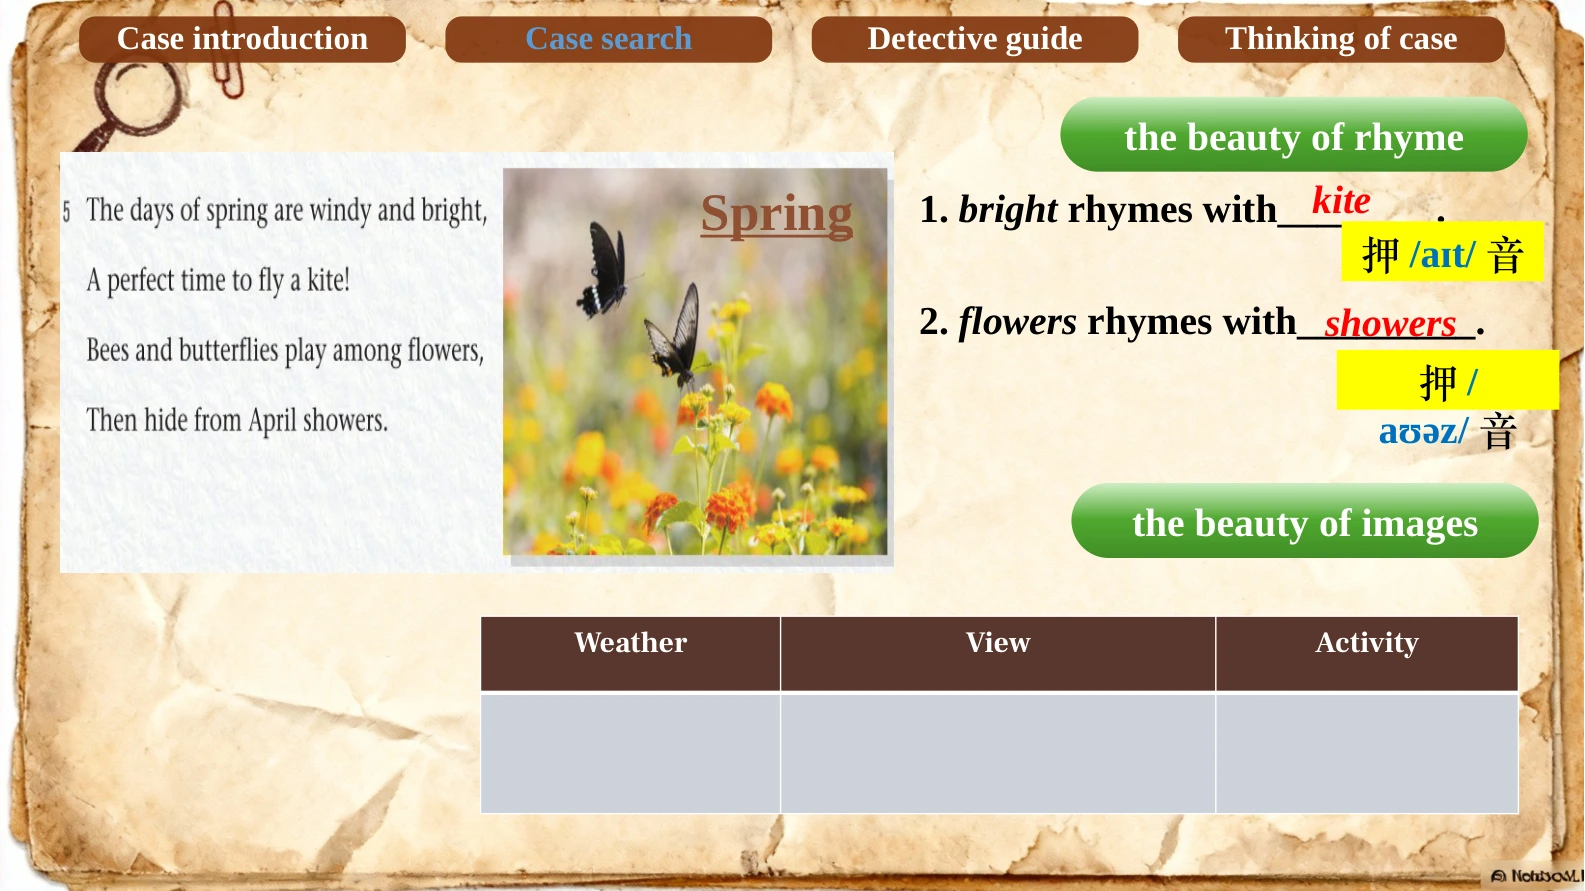 Case introduction
Case search
Detective guide
Thinking of case
the beauty of rhyme
5 The days of spring are windy and bright,
A perfect time to fly a kite!
Bees and butterflies play among flowers,
Then hide from April showers.
Spring
1. bright rhymes with________.
kite
押 /aɪt/ 音
2. flowers rhymes with_________.
showers
押 /
aʊəz/ 音
the beauty of images
Weather
View
Activity